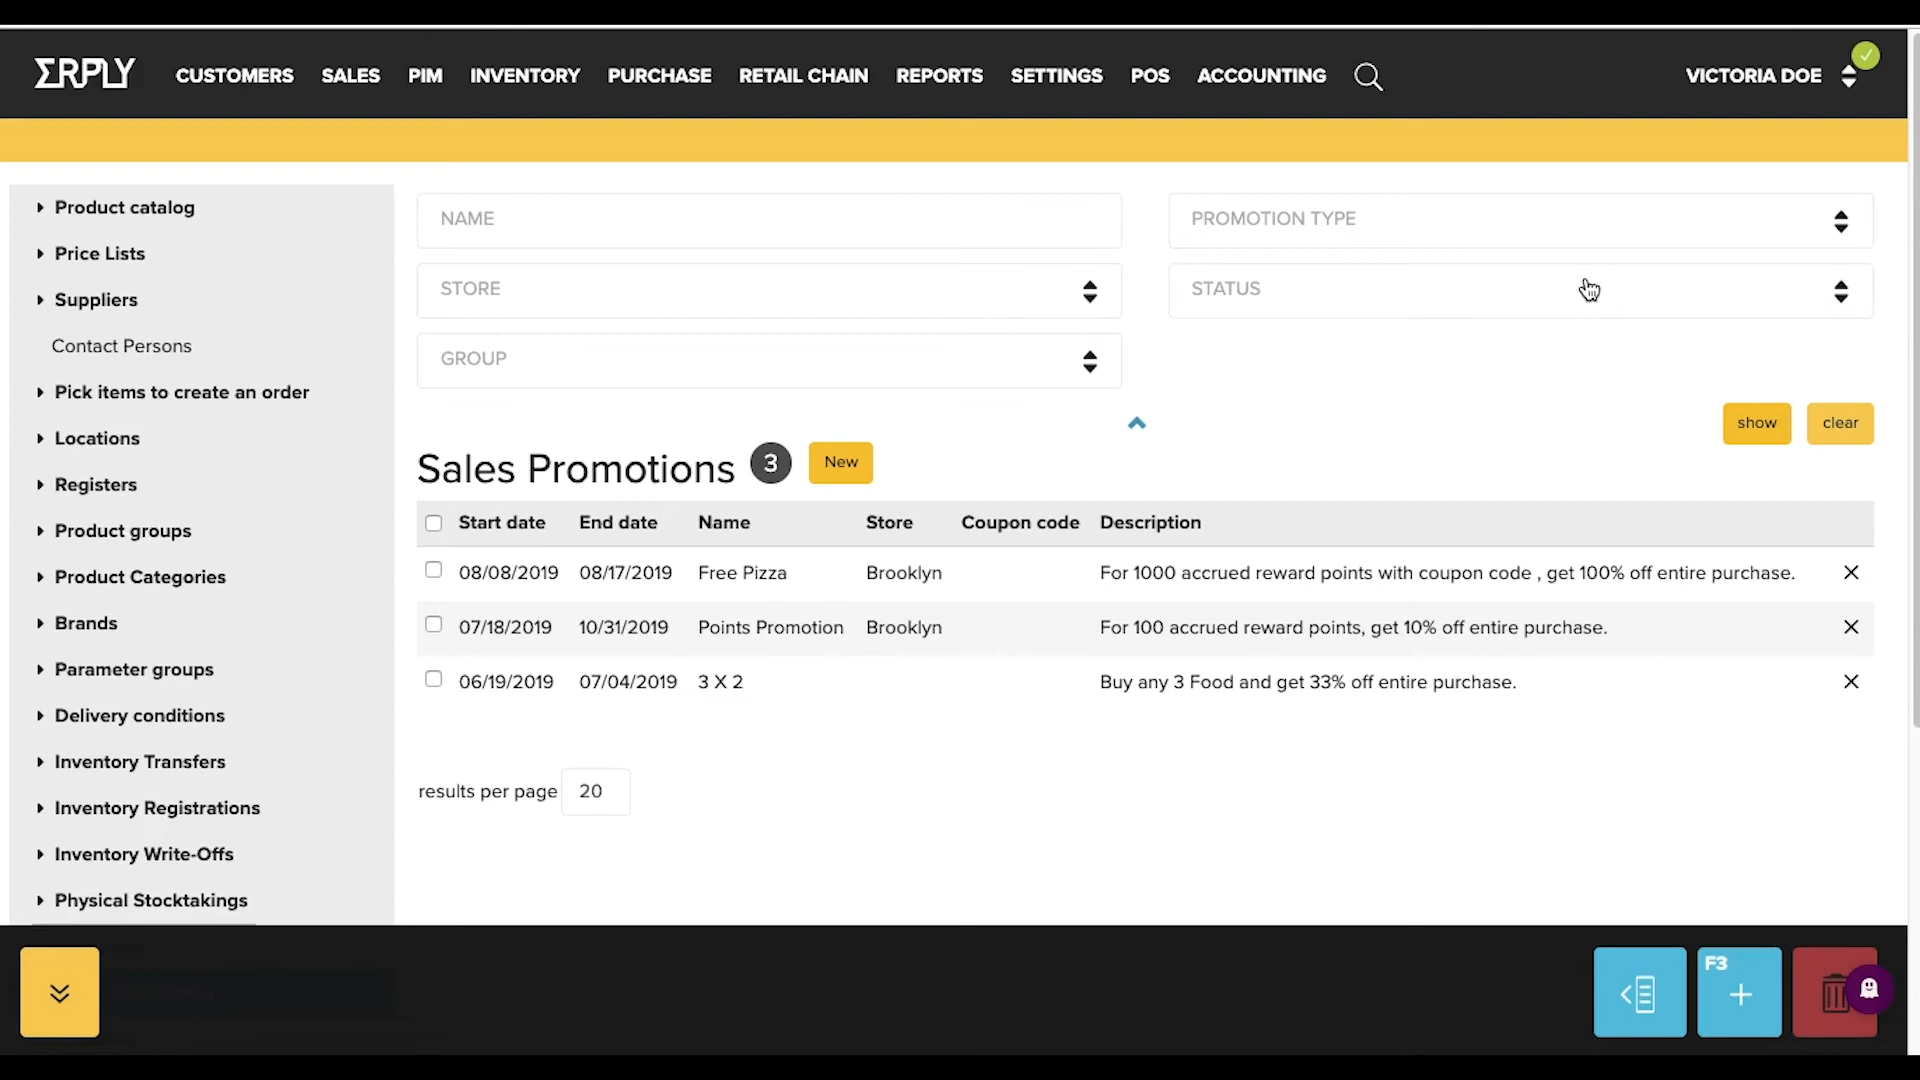 ERPLY CUSTOMERS SALES PIM INVENTORY PURCHASE RETAIL CHAIN REPORTS SETTINGS POS ACCOUNTING VICTORIA DOE
Product catalog
Price Lists
Suppliers
Contact Persons
Pick items to create an order
Locations
Registers
Product groups
Product Categories
Brands
Parameter groups
Delivery conditions
Inventory Transfers
Inventory Registrations
Inventory Write-Offs
Physical Stocktakings
NAME PROMOTION TYPE
STORE STATUS
GROUP
show clear
Sales Promotions 3 New
Start date End date Name Store Coupon code Description
08/08/2019 08/17/2019 Free Pizza Brooklyn For 1000 accrued reward points with coupon code , get 100% off entire purchase.
07/18/2019 10/31/2019 Points Promotion Brooklyn For 100 accrued reward points, get 10% off entire purchase.
06/19/2019 07/04/2019 3 X 2 Buy any 3 Food and get 33% off entire purchase.
results per page 20
F3